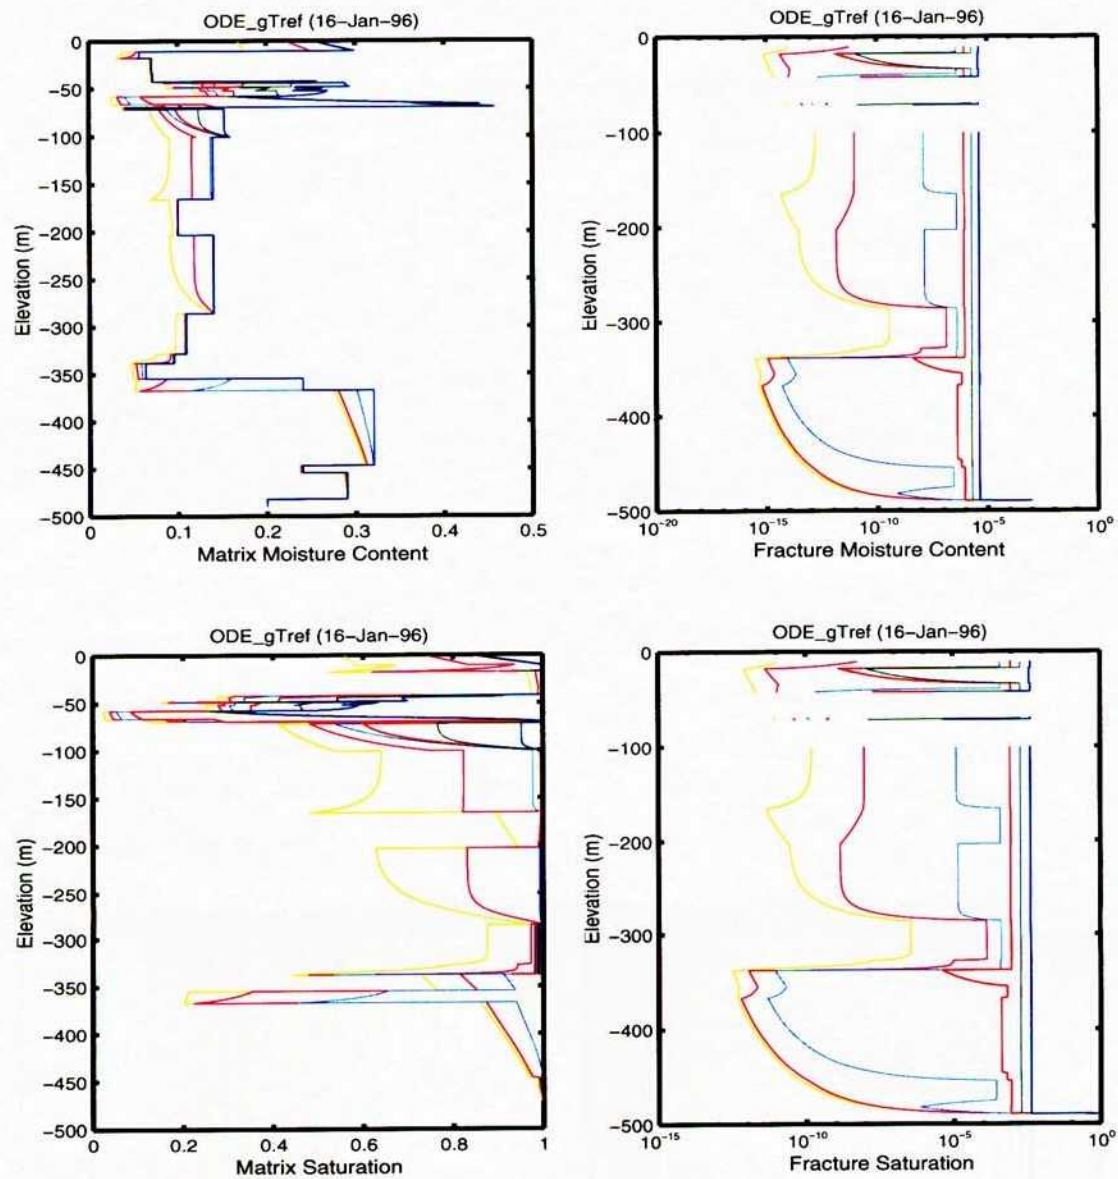 ODE_gTref (16-Jan-96)
0
-50
-100
-150
-200
-250
-300
-350
-400
-450
-500
Elevation (m)
0 0.1 0.2 0.3 0.4 0.5
Matrix Moisture Content
ODE_gTref (16-Jan-96)
0
-100
-200
-300
-400
-500
Elevation (m)
10^-20 10^-15 10^-10 10^-5 10^0
Fracture Moisture Content
ODE_gTref (16-Jan-96)
0
-50
-100
-150
-200
-250
-300
-350
-400
-450
-500
Elevation (m)
0 0.2 0.4 0.6 0.8 1
Matrix Saturation
ODE_gTref (16-Jan-96)
0
-100
-200
-300
-400
-500
Elevation (m)
10^-15 10^-10 10^-5 10^0
Fracture Saturation